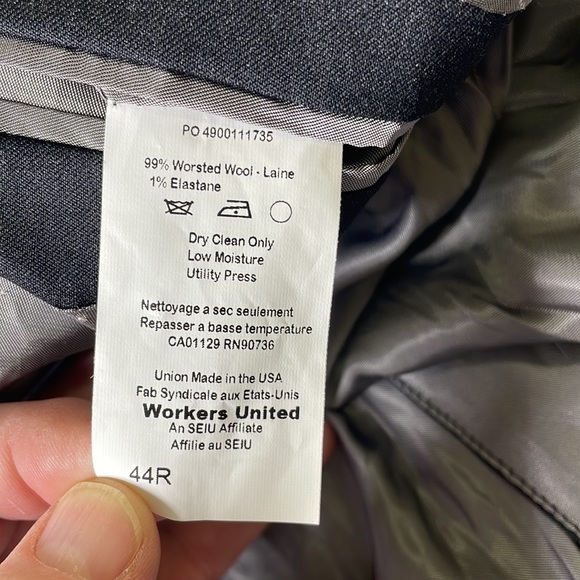 PO 4900111735
99% Worsted Wool - Laine
1% Elastane
Dry Clean Only
Low Moisture
Utility Press
Nettoyage a sec seulement
Repasser a basse temperature
CA01129 RN90736
Union Made in the USA
Fab Syndicale aux Etats-Unis
Workers United
An SEIU Affiliate
Affilie au SEIU
44R